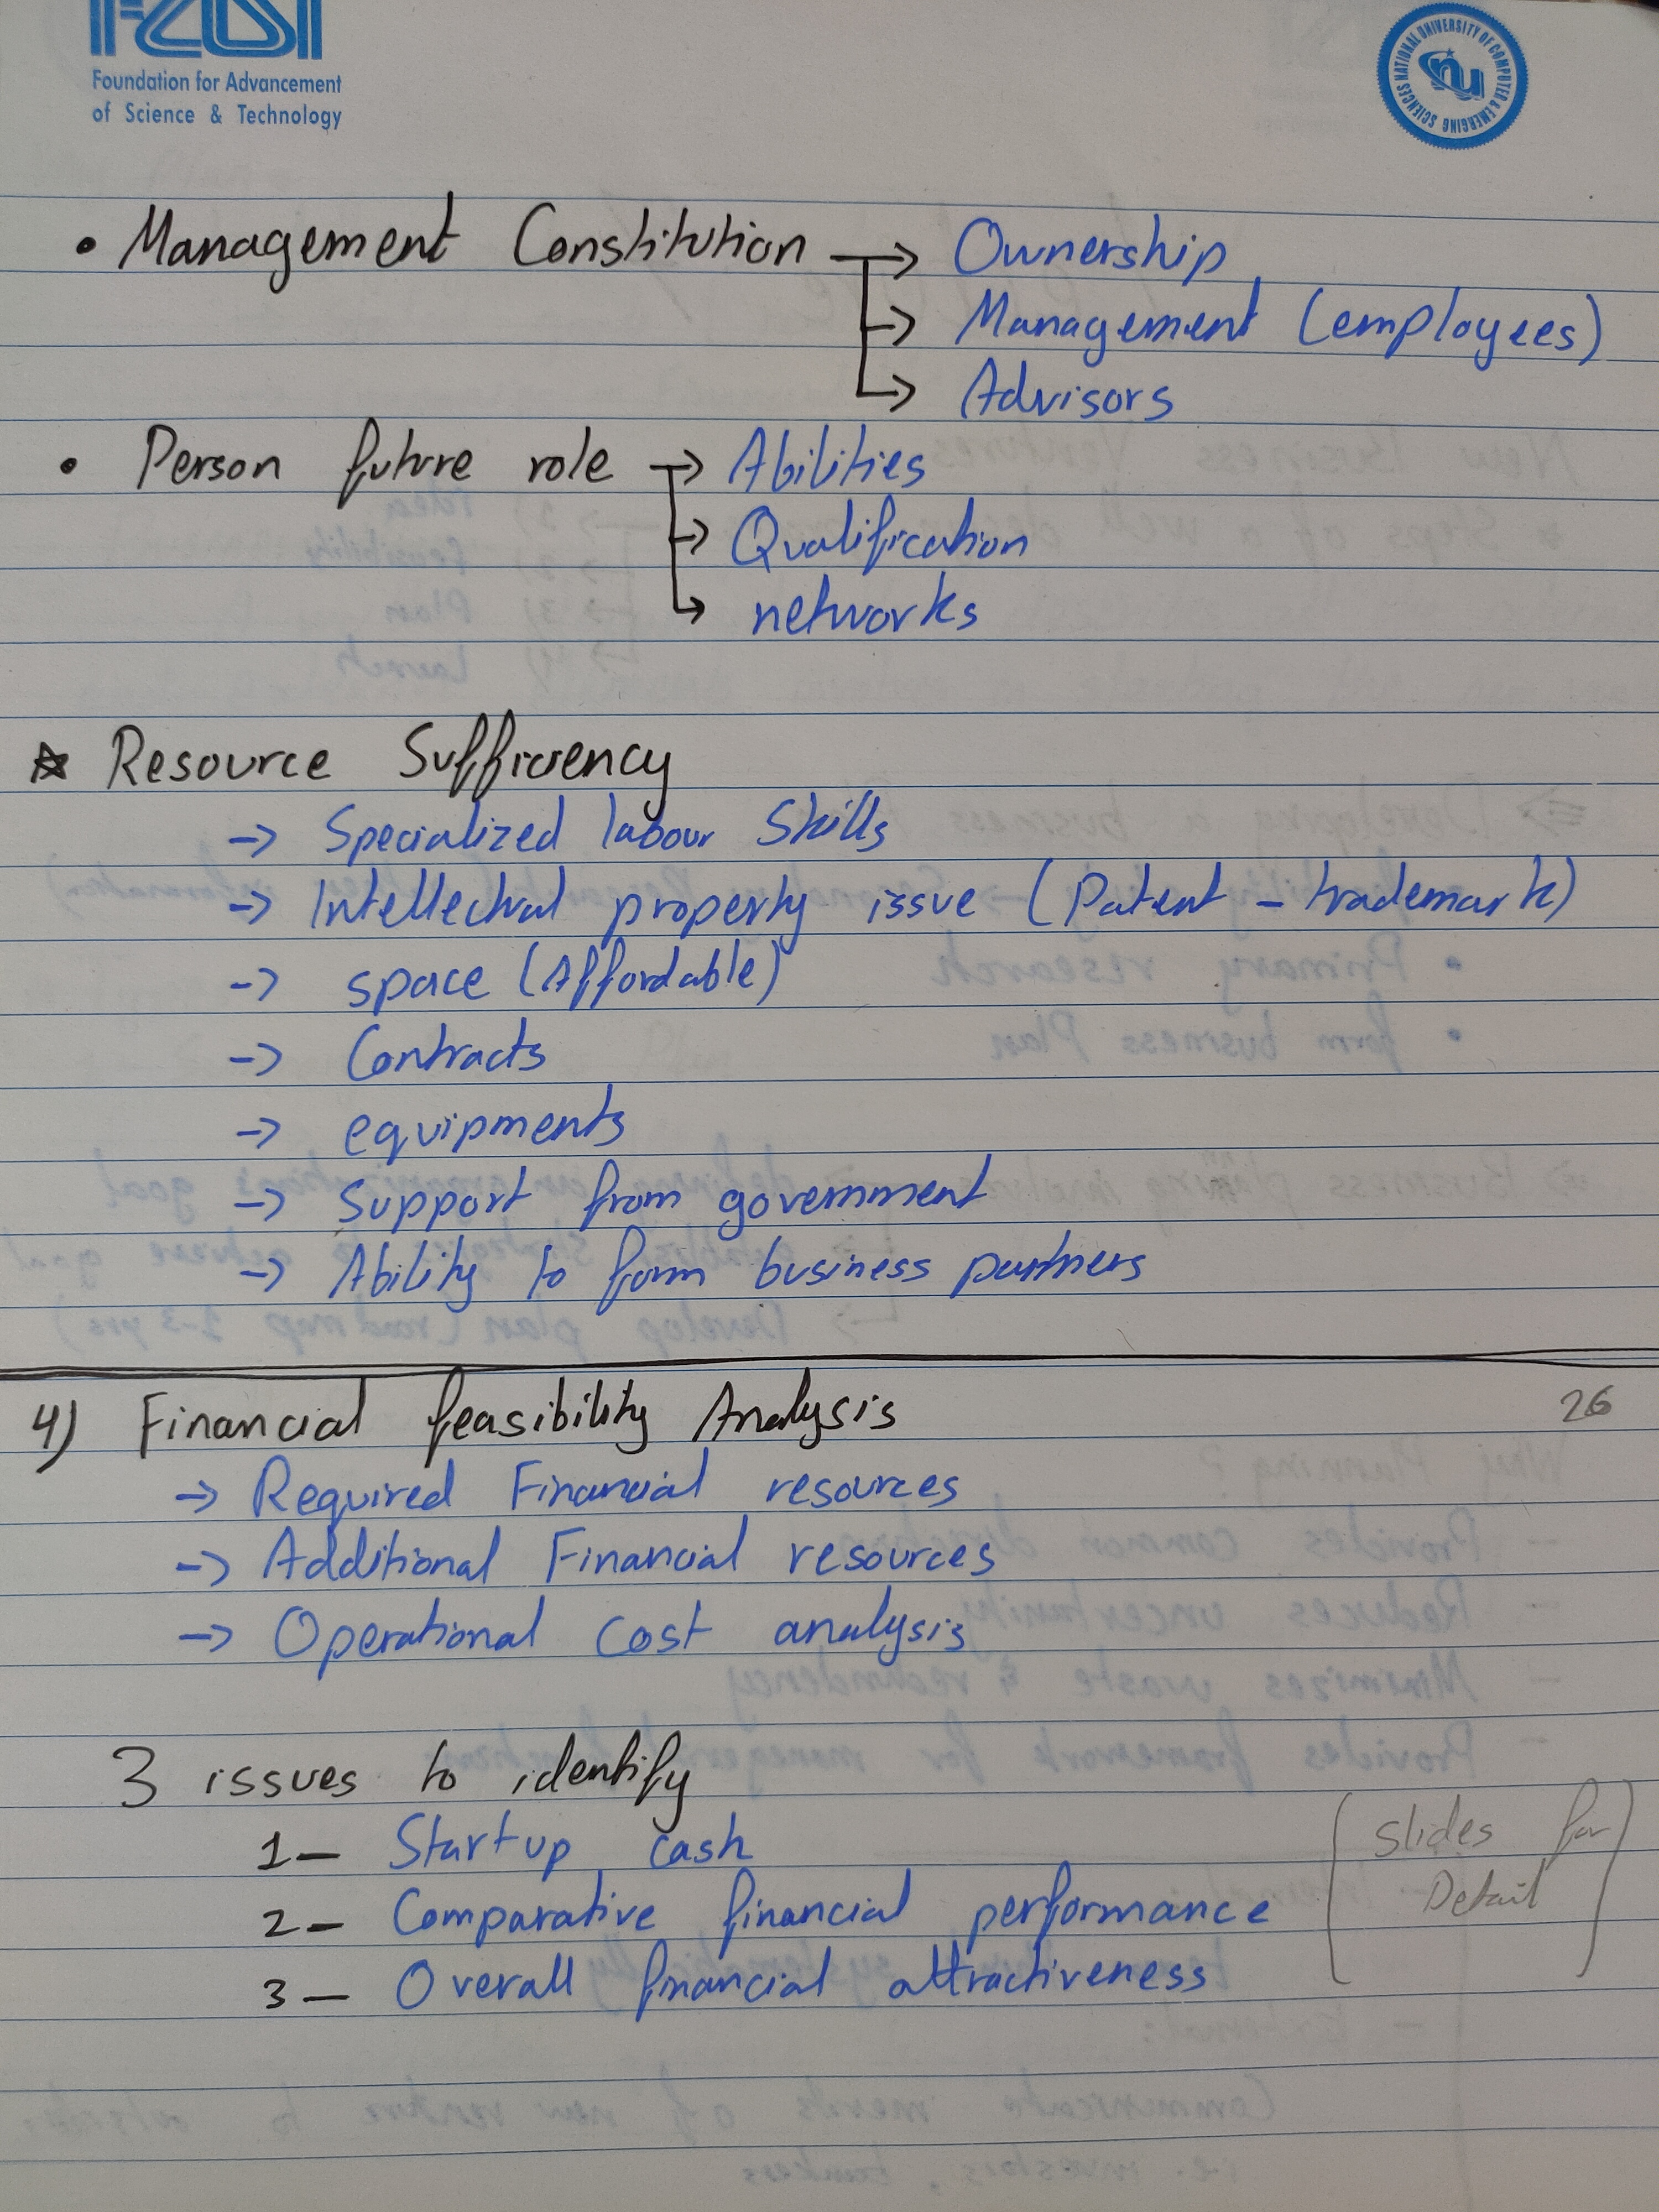 FAST
Foundation for Advancement
of Science & Technology
NATIONAL UNIVERSITY OF COMPUTER & EMERGING SCIENCES
nu
• Management Constitution → Ownership
→ Management (employees)
→ Advisors
• Person future role → Abilities
→ Qualification
→ networks
☆ Resource Sufficiency
→ Specialized labour skills
→ Intellectual property issue (Patent - trademark)
→ space (Affordable)
→ Contracts
→ equipments
→ support from government
→ Ability to form business partners
4) Financial feasibility Analysis 26
→ Required Financial resources
→ Additional Financial resources
→ Operational cost analysis
3 issues to identify
1— Start up cash
2— Comparative financial performance
3— Overall financial attractiveness
(Slides for
Detail)